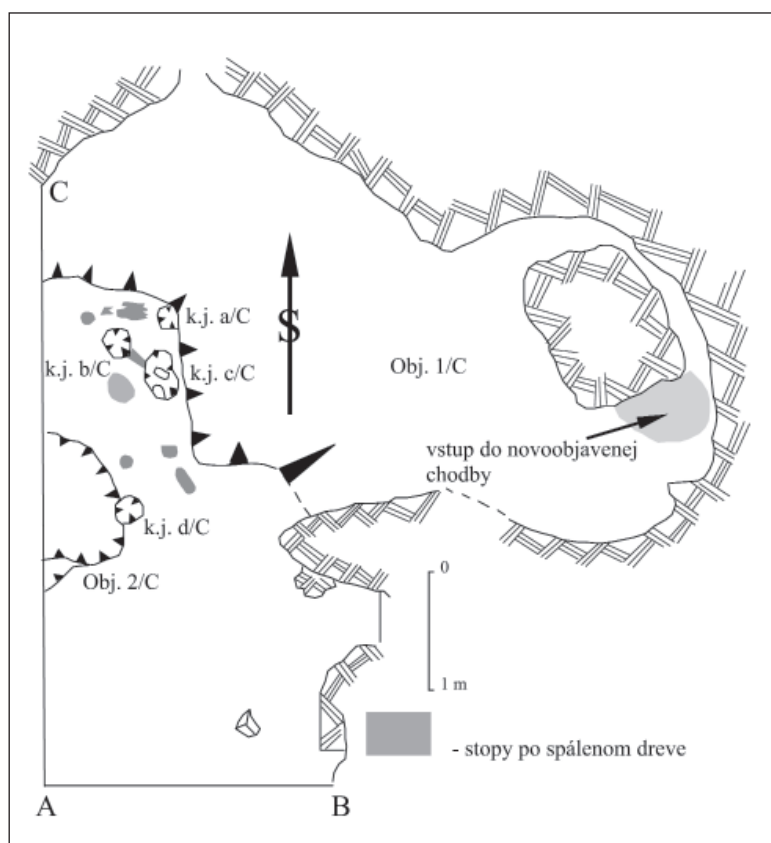 C
k.j. a/C
S
k.j. b/C
k.j. c/C
Obj. 1/C
vstup do novoobjavenej
chodby
k.j. d/C
Obj. 2/C
0
1 m
- stopy po spálenom dreve
A
B